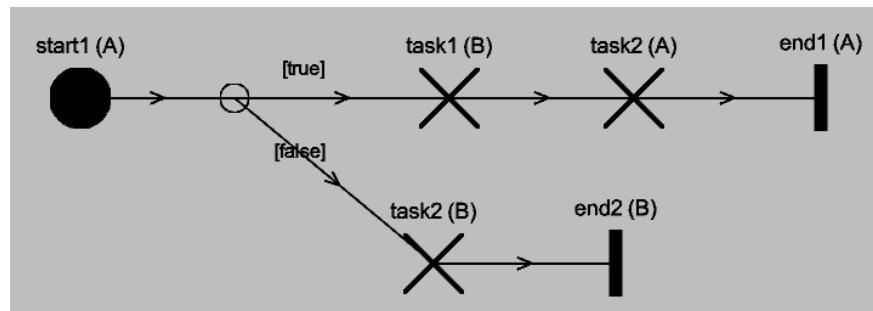 start1 (A)
task1 (B)
task2 (A)
end1 (A)
[true]
[false]
task2 (B)
end2 (B)